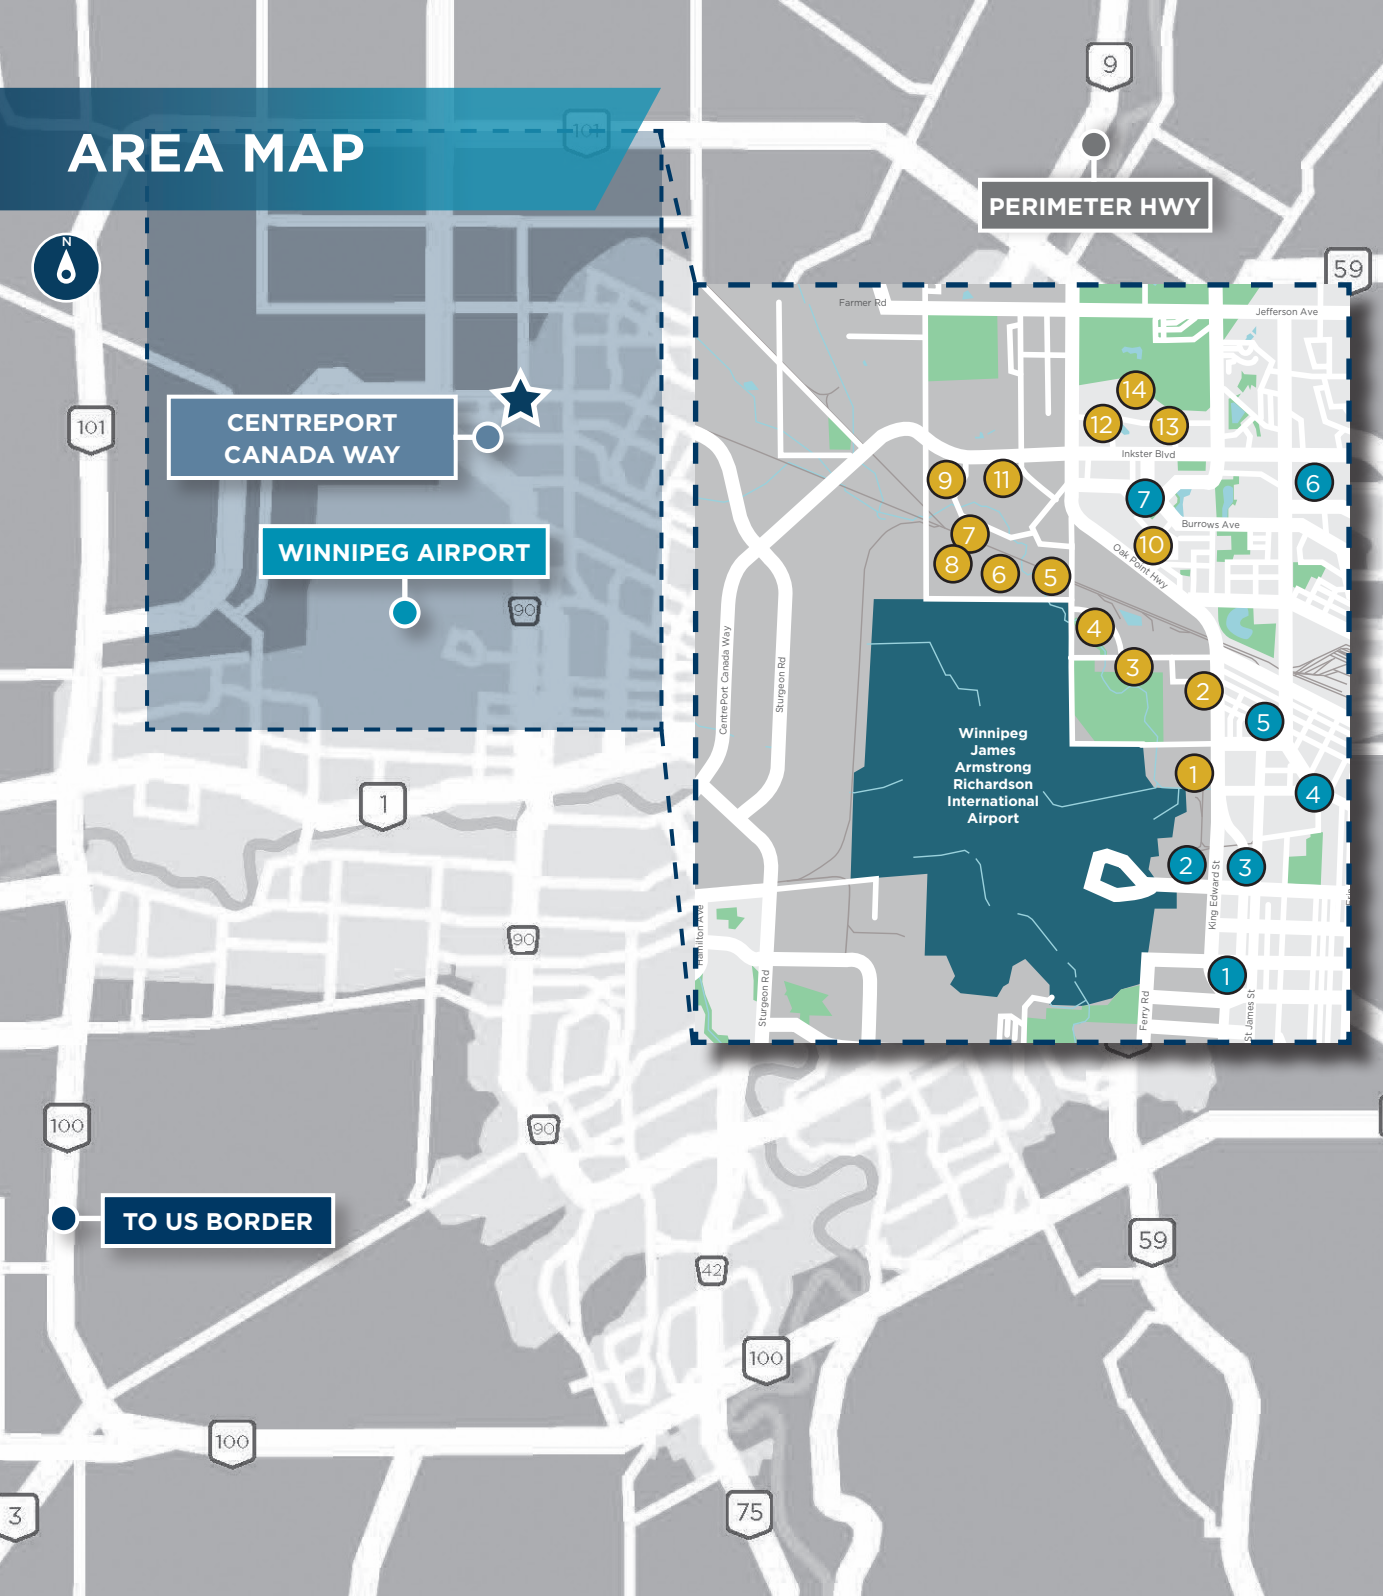 9
101
AREA MAP
PERIMETER HWY
N
59
Farmer Rd
Jefferson Ave
14
12
13
101
CENTREPORT
CANADA WAY
Inkster Blvd
9
11
6
7
Burrows Ave
7
10
Oak Point Hwy
WINNIPEG AIRPORT
8
6
5
90
4
3
2
CentrePort Canada Way
Sturgeon Rd
5
Winnipeg
James
Armstrong
Richardson
International
Airport
1
4
1
2
3
King Edward St
Hamilton Ave
90
1
Sturgeon Rd
Ferry Rd
St James St
100
90
TO US BORDER
59
42
100
100
3
75